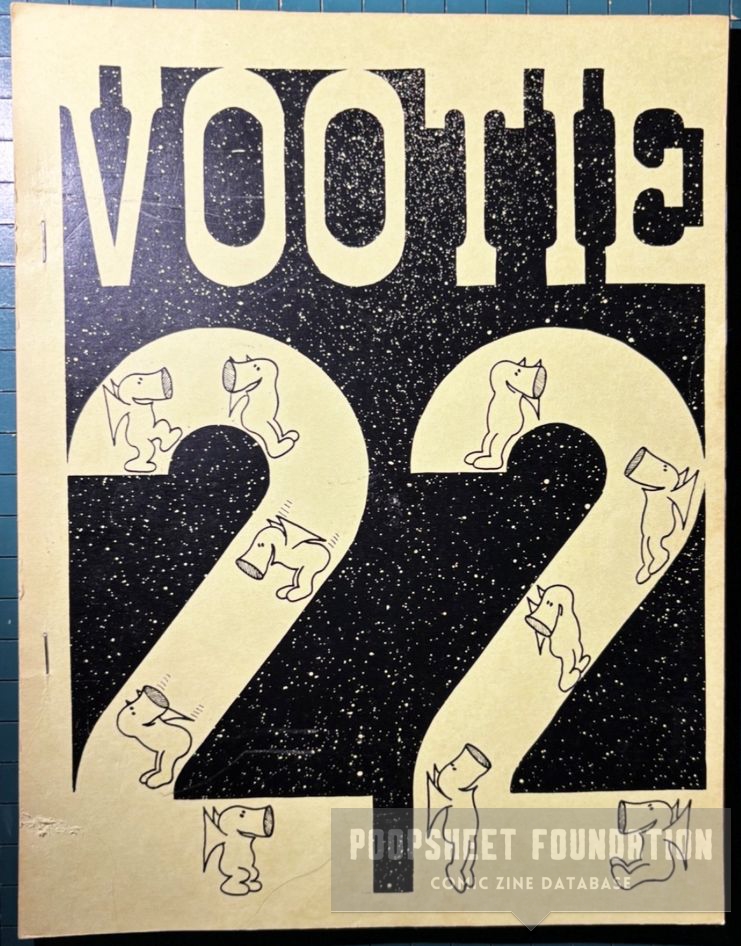 VOOTIE
22
POOPSHEET FOUNDATION
COMIC ZINE DATABASE